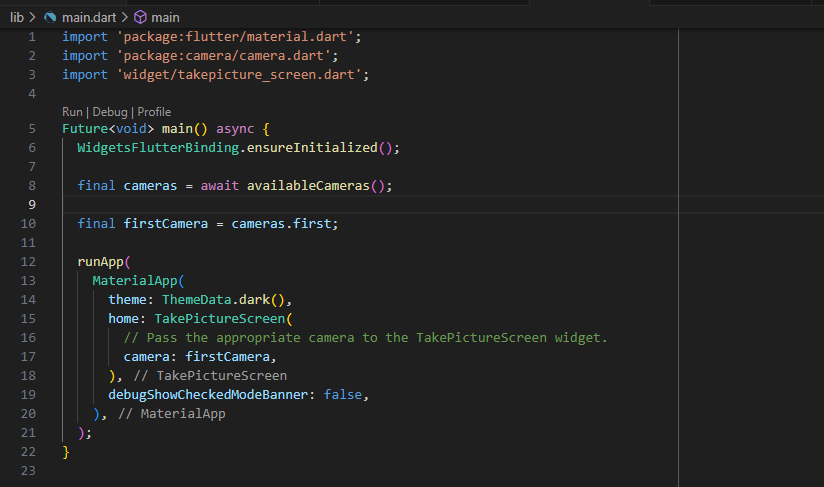 lib > main.dart > main
1 import 'package:flutter/material.dart';
2 import 'package:camera/camera.dart';
3 import 'widget/takepicture_screen.dart';
4
Run | Debug | Profile
5 Future<void> main() async {
6   WidgetsFlutterBinding.ensureInitialized();
7
8   final cameras = await availableCameras();
9
10   final firstCamera = cameras.first;
11
12   runApp(
13     MaterialApp(
14       theme: ThemeData.dark(),
15       home: TakePictureScreen(
16         // Pass the appropriate camera to the TakePictureScreen widget.
17         camera: firstCamera,
18       ), // TakePictureScreen
19       debugShowCheckedModeBanner: false,
20     ), // MaterialApp
21   );
22 }
23